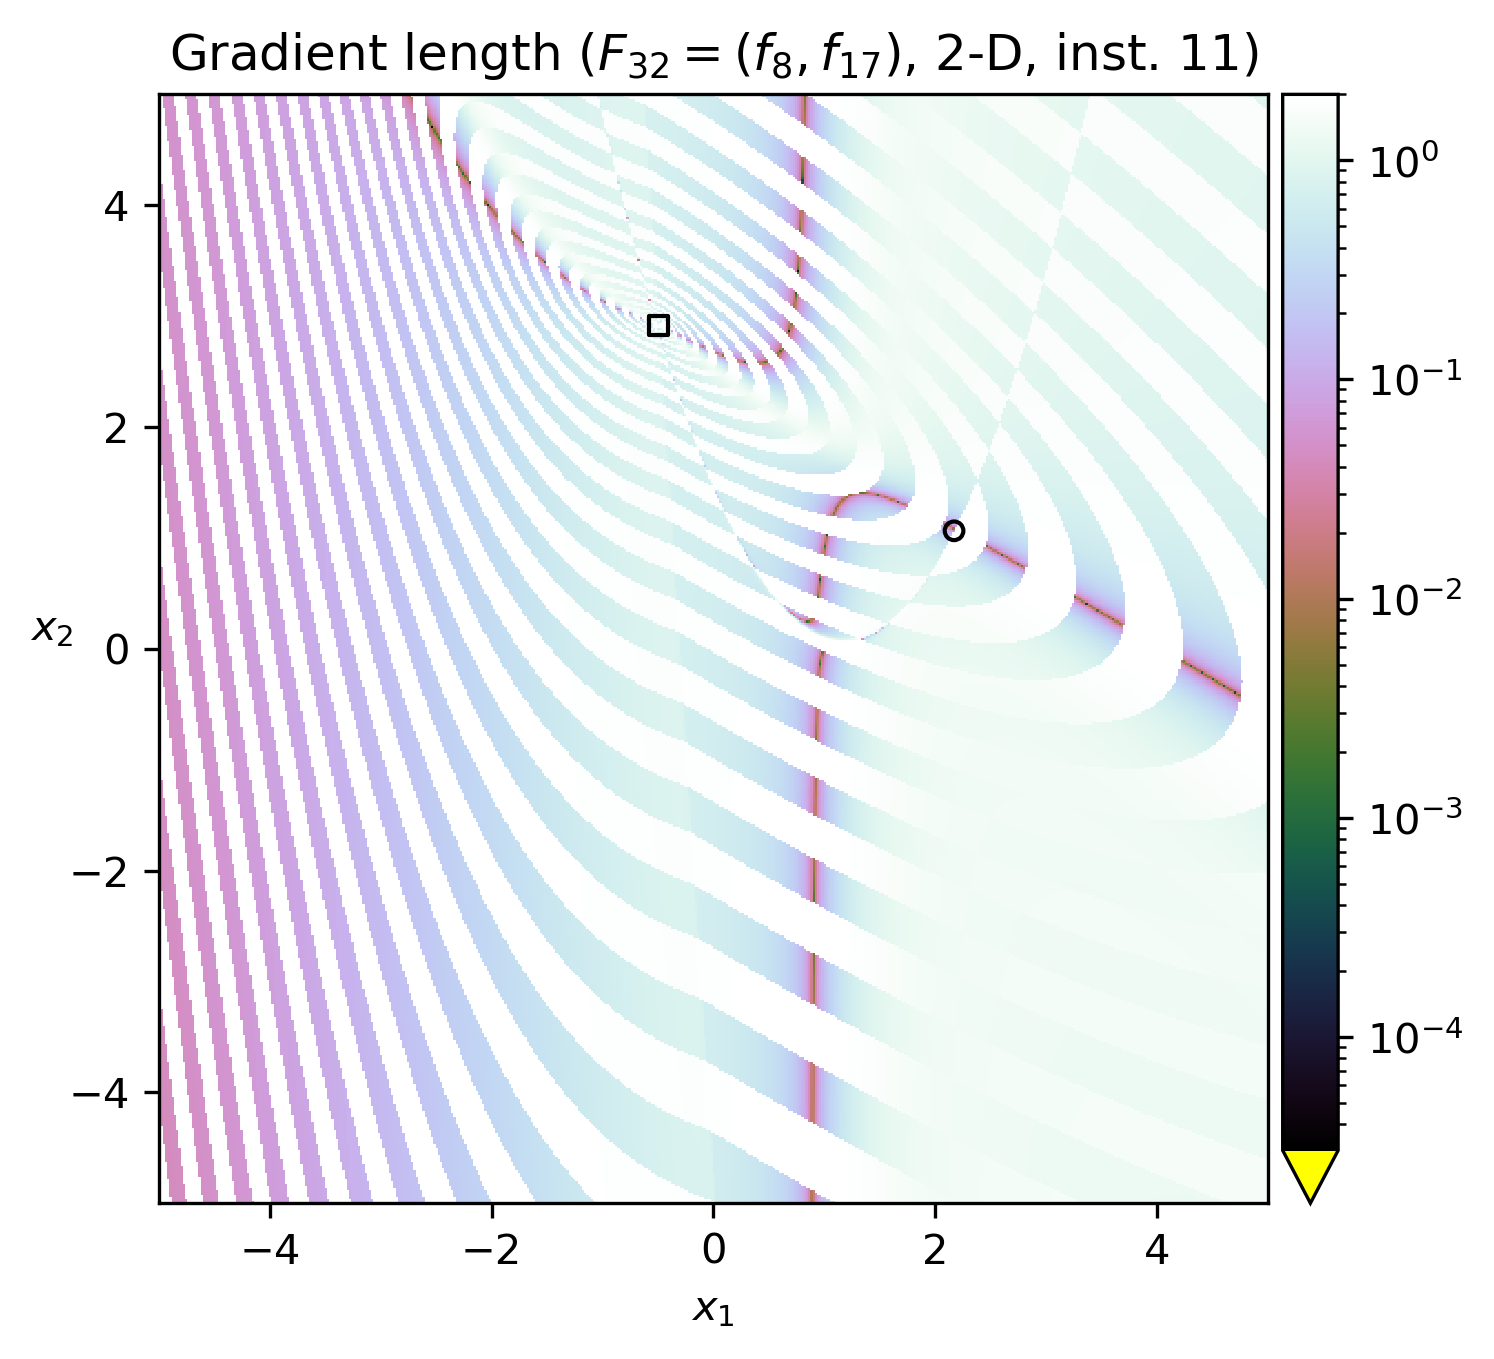 Gradient length (F₃₂ = (f₈, f₁₇), 2-D, inst. 11)
10⁰
10⁻¹
10⁻²
10⁻³
10⁻⁴
4
2
0
−2
−4
x₂
−4 −2 0 2 4
x₁